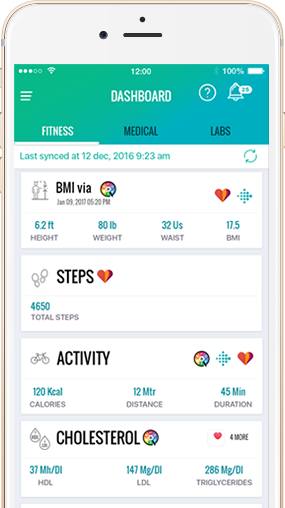 12:00
100%
DASHBOARD
?
25
FITNESS MEDICAL LABS
Last synced at 12 dec, 2016 9:23 am
BMI via
Jan 09, 2017 05:20 PM
6.2 ft 80 lb 32 Us 17.5
HEIGHT WEIGHT WAIST BMI
STEPS
4650
TOTAL STEPS
ACTIVITY
120 Kcal 12 Mtr 45 Min
CALORIES DISTANCE DURATION
CHOLESTEROL
4 MORE
37 Mh/Dl 147 Mg/Dl 286 Mg/Dl
HDL LDL TRIGLYCERIDES